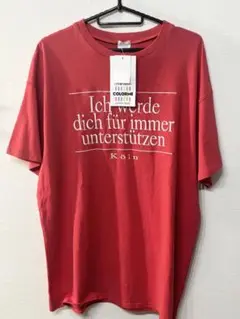 Ich werde
dich für immer
unterstützen
Köln